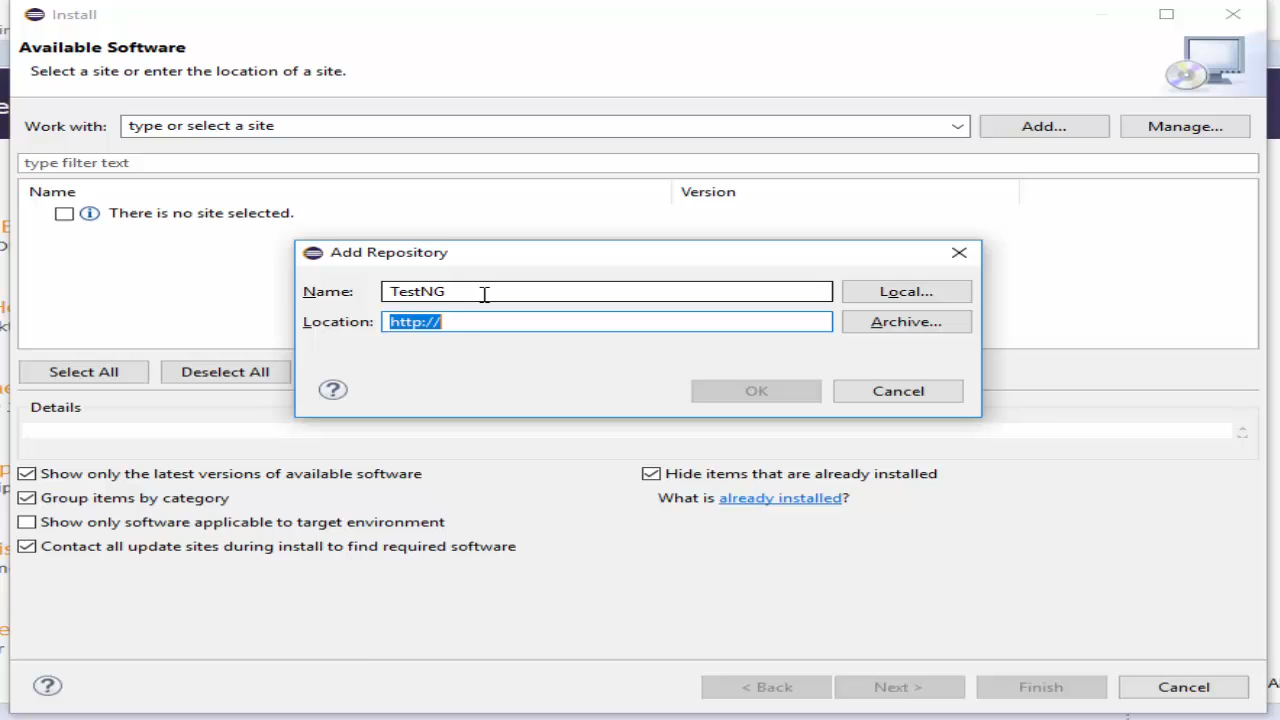 Install
Available Software
Select a site or enter the location of a site.
Work with: type or select a site Add... Manage...
type filter text
Name Version
There is no site selected.
Add Repository
Name: TestNG Local...
Location: http:// Archive...
OK Cancel
Select All Deselect All
Details
Show only the latest versions of available software Hide items that are already installed
Group items by category What is already installed?
Show only software applicable to target environment
Contact all update sites during install to find required software
< Back Next > Finish Cancel